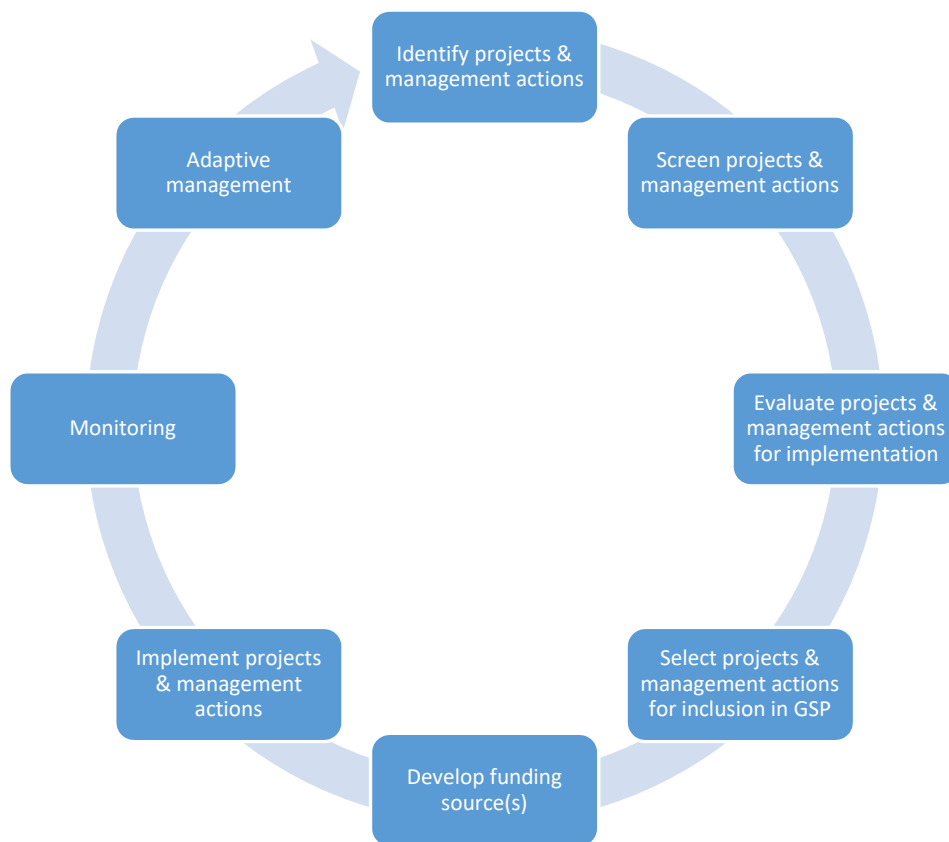 Identify projects &
management actions
Screen projects &
management actions
Evaluate projects &
management actions
for implementation
Select projects &
management actions
for inclusion in GSP
Develop funding
source(s)
Implement projects
& management
actions
Monitoring
Adaptive
management